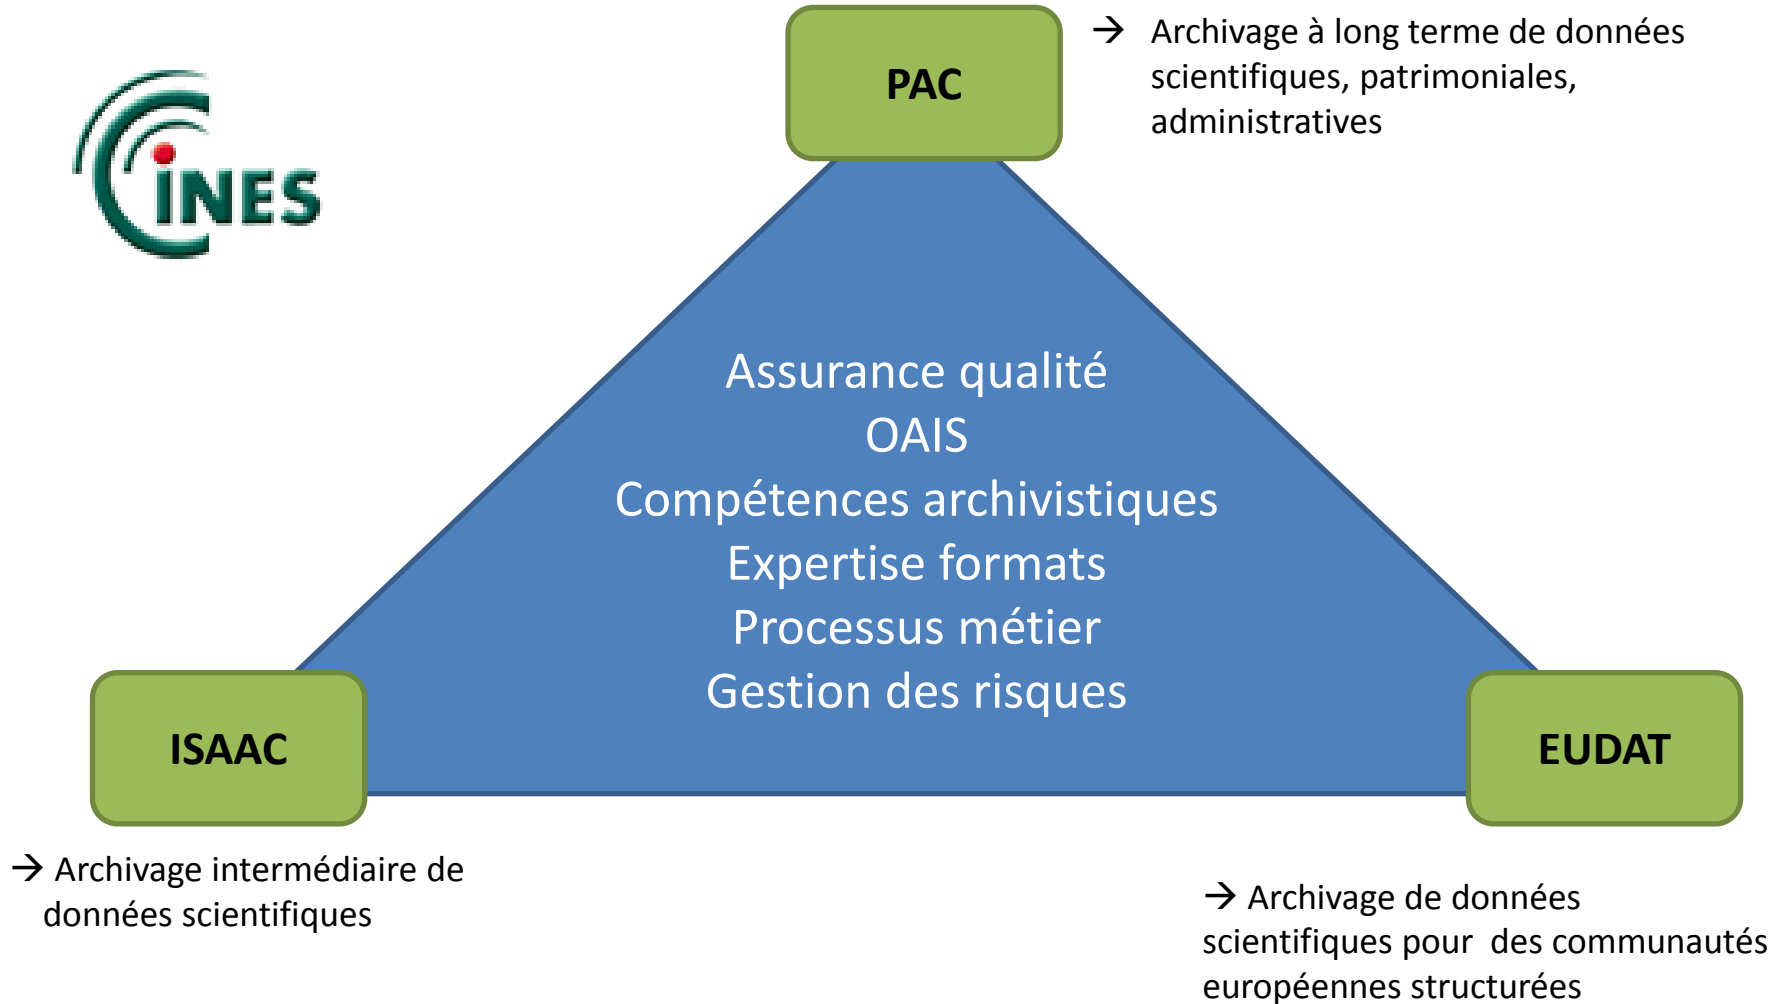 CINES
PAC
→ Archivage à long terme de données
scientifiques, patrimoniales,
administratives
Assurance qualité
OAIS
Compétences archivistiques
Expertise formats
Processus métier
Gestion des risques
ISAAC
EUDAT
→ Archivage intermédiaire de
données scientifiques
→ Archivage de données
scientifiques pour des communautés
européennes structurées